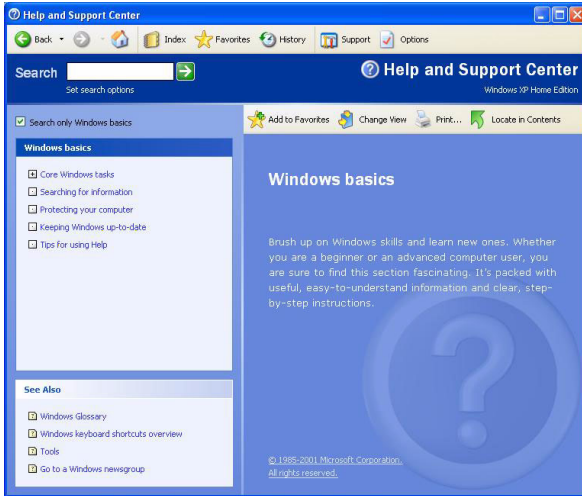 Help and Support Center
Back Index Favorites History Support Options
Search
Set search options
Help and Support Center
Windows XP Home Edition
Search only Windows basics
Add to Favorites Change View Print... Locate in Contents
Windows basics
Core Windows tasks
Searching for information
Protecting your computer
Keeping Windows up-to-date
Tips for using Help
See Also
Windows Glossary
Windows keyboard shortcuts overview
Tools
Go to a Windows newsgroup
Windows basics
Brush up on Windows skills and learn new ones. Whether
you are a beginner or an advanced computer user, you
are sure to find this section fascinating. It's packed with
useful, easy-to-understand information and clear, step-
by-step instructions.
© 1985-2001 Microsoft Corporation.
All rights reserved.